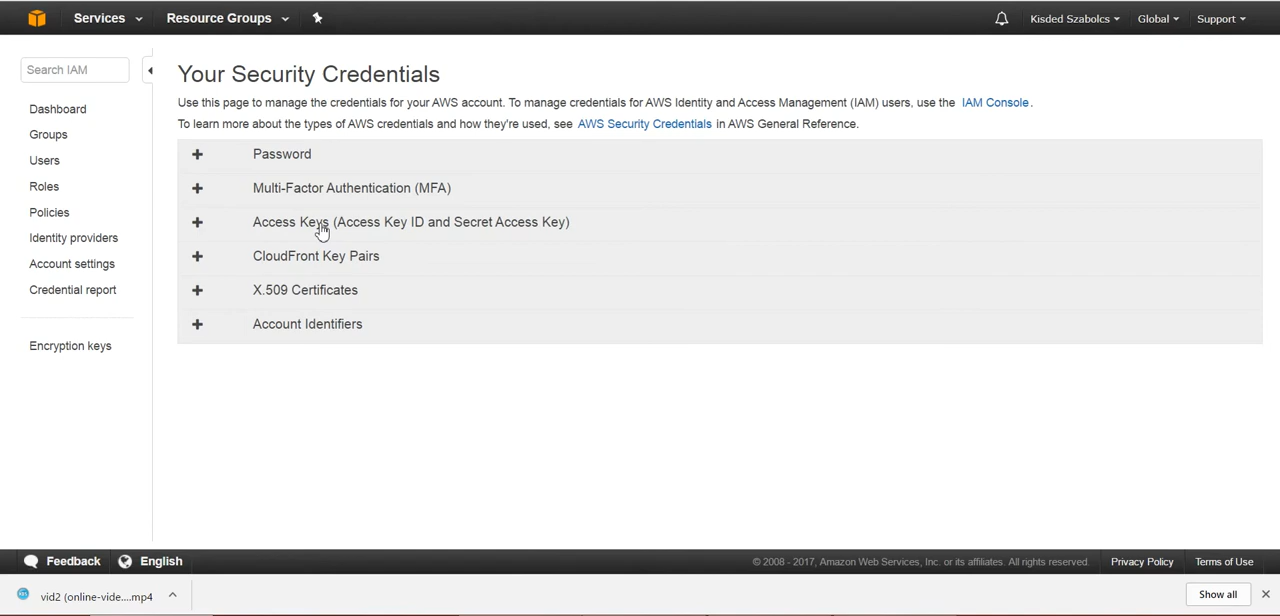 Services Resource Groups Kisded Szabolcs Global Support
Search IAM
Dashboard
Groups
Users
Roles
Policies
Identity providers
Account settings
Credential report
Encryption keys
Your Security Credentials
Use this page to manage the credentials for your AWS account. To manage credentials for AWS Identity and Access Management (IAM) users, use the IAM Console.
To learn more about the types of AWS credentials and how they're used, see AWS Security Credentials in AWS General Reference.
Password
Multi-Factor Authentication (MFA)
Access Keys (Access Key ID and Secret Access Key)
CloudFront Key Pairs
X.509 Certificates
Account Identifiers
Feedback English © 2008 - 2017, Amazon Web Services, Inc. or its affiliates. All rights reserved. Privacy Policy Terms of Use
vid2 (online-vide....mp4 Show all